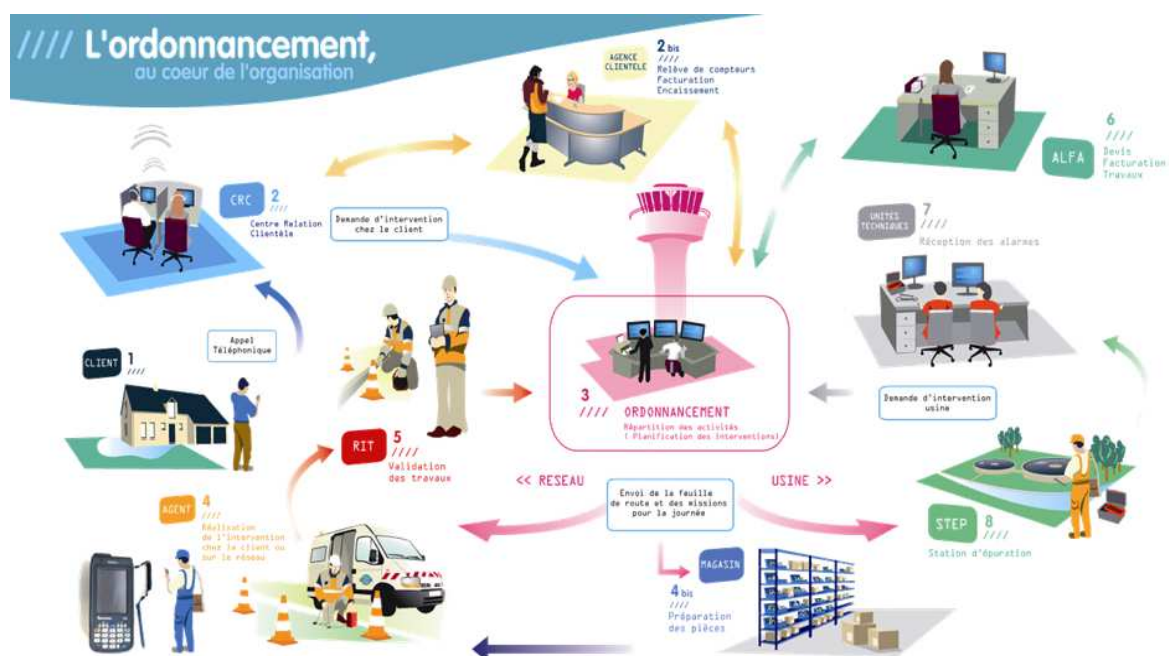 //// L'ordonnancement,
au coeur de l'organisation
AGENCE
CLIENTÈLE
2 bis
////
Relève de compteurs
Facturation
Encaissement
6
////
ALFA
Devis
Facturation
Travaux
CRC
2
////
Centre Relation
Clientèle
Demande d'intervention
chez le client
UNITÉS
TECHNIQUES
7
////
Réception des alarmes
Appel
Téléphonique
CLIENT
1
////
3
//// ORDONNANCEMENT
Répartition des activités
( Planification des interventions)
Demande d'intervention
usine
RIT
5
////
Validation
des travaux
<< RESEAU
USINE >>
Envoi de la feuille
de route et des missions
pour la journée
AGENT
4
////
Réalisation
de l'intervention
chez le client ou
sur le réseau
STEP
8
////
Station d'épuration
MAGASIN
4 bis
////
Préparation
des pièces